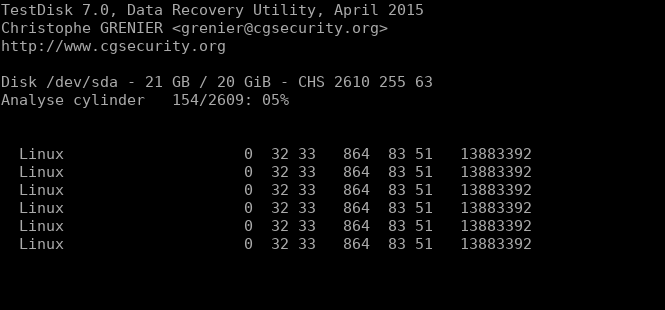 TestDisk 7.0, Data Recovery Utility, April 2015
Christophe GRENIER <grenier@cgsecurity.org>
http://www.cgsecurity.org
Disk /dev/sda - 21 GB / 20 GiB - CHS 2610 255 63
Analyse cylinder   154/2609: 05%
Linux                    0  32 33   864  83 51   13883392
Linux                    0  32 33   864  83 51   13883392
Linux                    0  32 33   864  83 51   13883392
Linux                    0  32 33   864  83 51   13883392
Linux                    0  32 33   864  83 51   13883392
Linux                    0  32 33   864  83 51   13883392